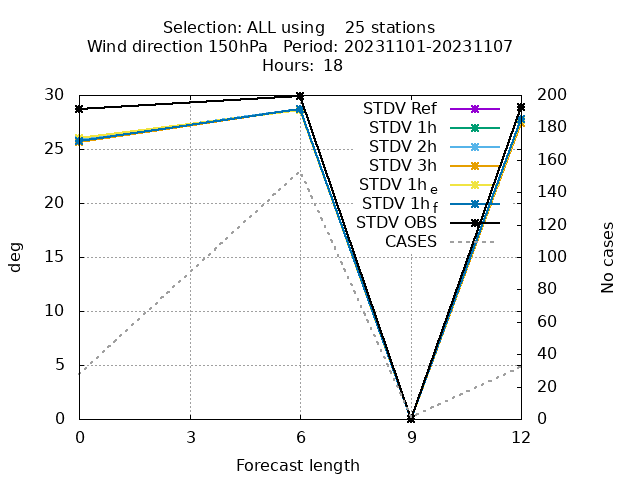 Selection: ALL using    25 stations
Wind direction 150hPa   Period: 20231101-20231107
Hours: 18
30
25
20
15
10
5
0
deg
STDV Ref
STDV 1h
STDV 2h
STDV 3h
STDV 1h e
STDV 1h f
STDV OBS
CASES
200
180
160
140
120
100
80
60
40
20
0
No cases
0 3 6 9 12
Forecast length